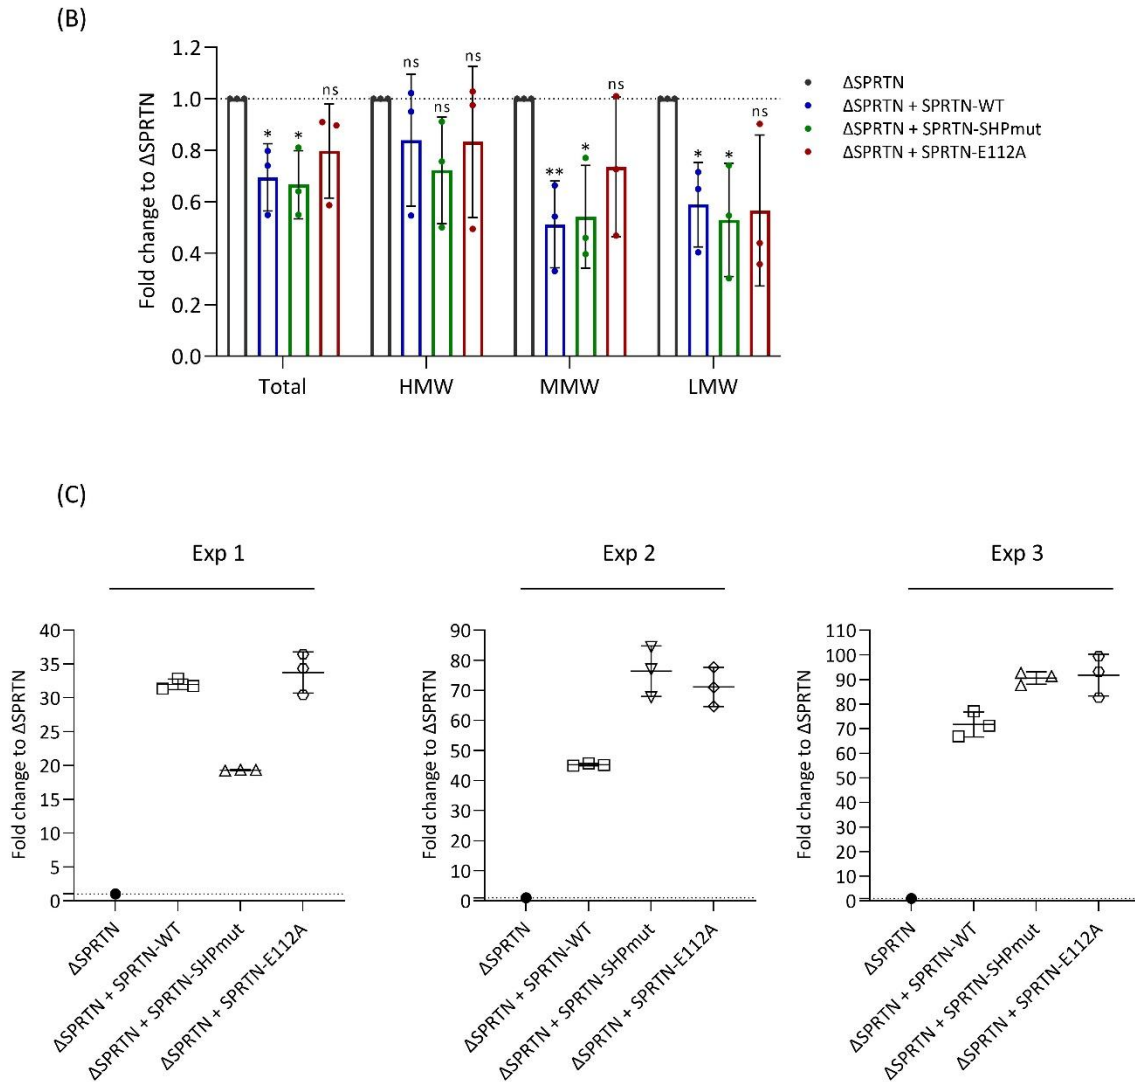 (B)
Fold change to ΔSPRTN
1.2
1.0
0.8
0.6
0.4
0.2
0.0
* * ns
ns ns ns
** * ns
* * ns
Total HMW MMW LMW
ΔSPRTN
ΔSPRTN + SPRTN-WT
ΔSPRTN + SPRTN-SHPmut
ΔSPRTN + SPRTN-E112A
(C)
Exp 1
Fold change to ΔSPRTN
40
35
30
25
20
15
10
5
0
ΔSPRTN
ΔSPRTN + SPRTN-WT
ΔSPRTN + SPRTN-SHPmut
ΔSPRTN + SPRTN-E112A
Exp 2
Fold change to ΔSPRTN
90
80
70
60
50
40
30
20
10
0
ΔSPRTN
ΔSPRTN + SPRTN-WT
ΔSPRTN + SPRTN-SHPmut
ΔSPRTN + SPRTN-E112A
Exp 3
Fold change to ΔSPRTN
110
100
90
80
70
60
50
40
30
20
10
0
ΔSPRTN
ΔSPRTN + SPRTN-WT
ΔSPRTN + SPRTN-SHPmut
ΔSPRTN + SPRTN-E112A